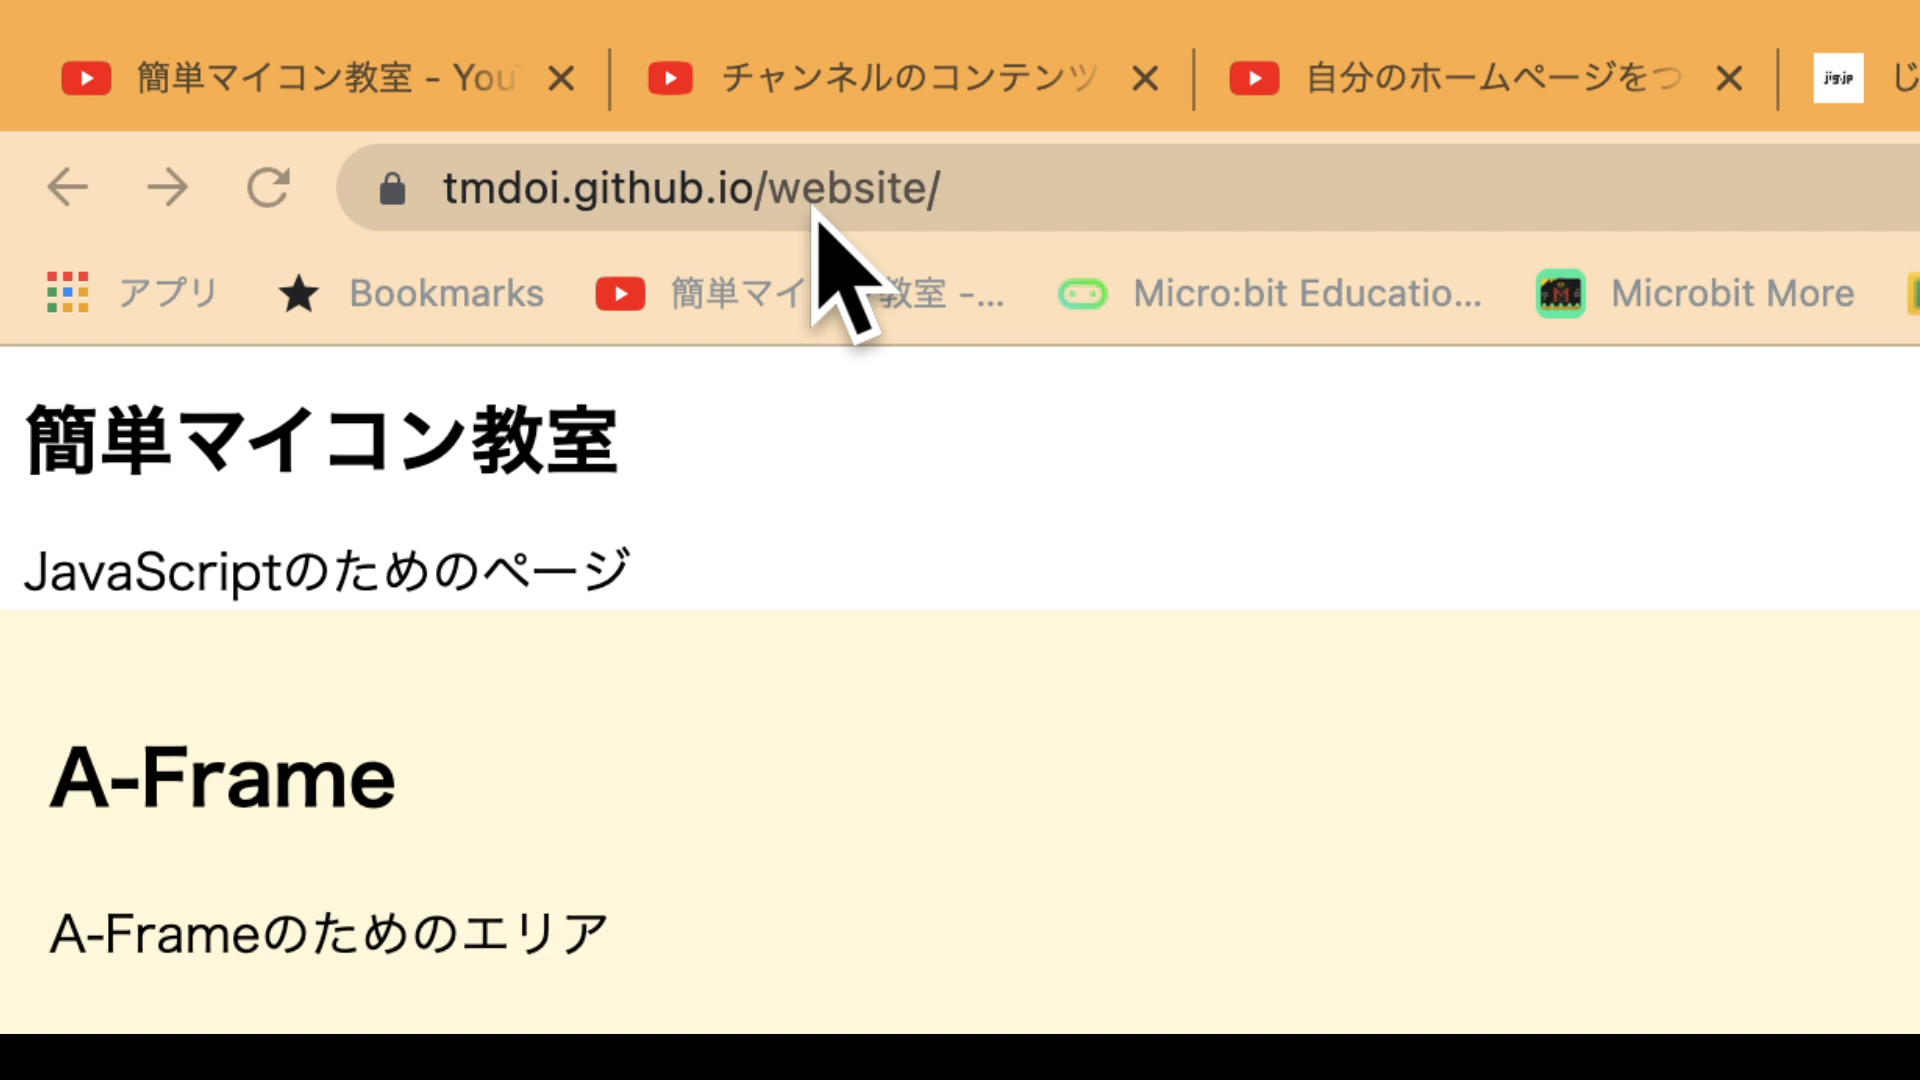 簡単マイコン教室 - You
チャンネルのコンテンツ
自分のホームページをつ
jig.jp
じ
tmdoi.github.io/website/
アプリ
Bookmarks
簡単マイ 教室 -...
Micro:bit Educatio...
Microbit More
簡単マイコン教室
JavaScriptのためのページ
A-Frame
A-Frameのためのエリア